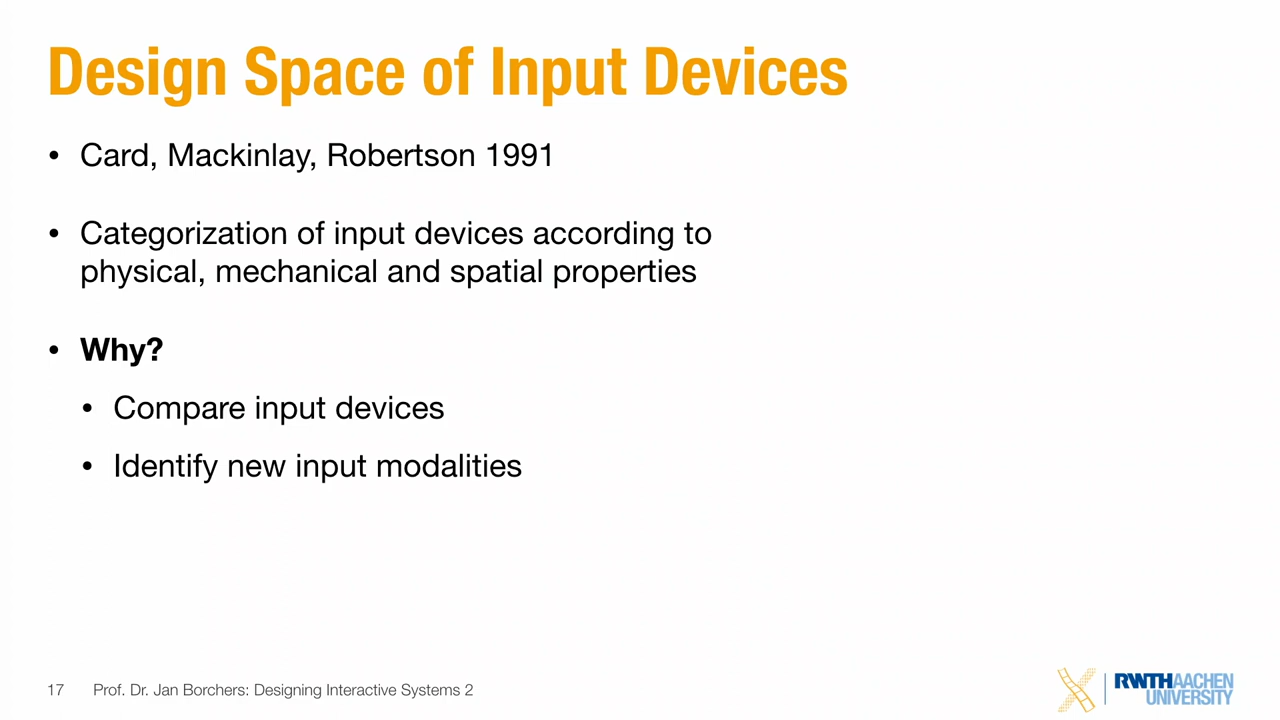 Design Space of Input Devices
• Card, Mackinlay, Robertson 1991
• Categorization of input devices according to
physical, mechanical and spatial properties
• Why?
• Compare input devices
• Identify new input modalities
17 Prof. Dr. Jan Borchers: Designing Interactive Systems 2
RWTHAACHEN
UNIVERSITY